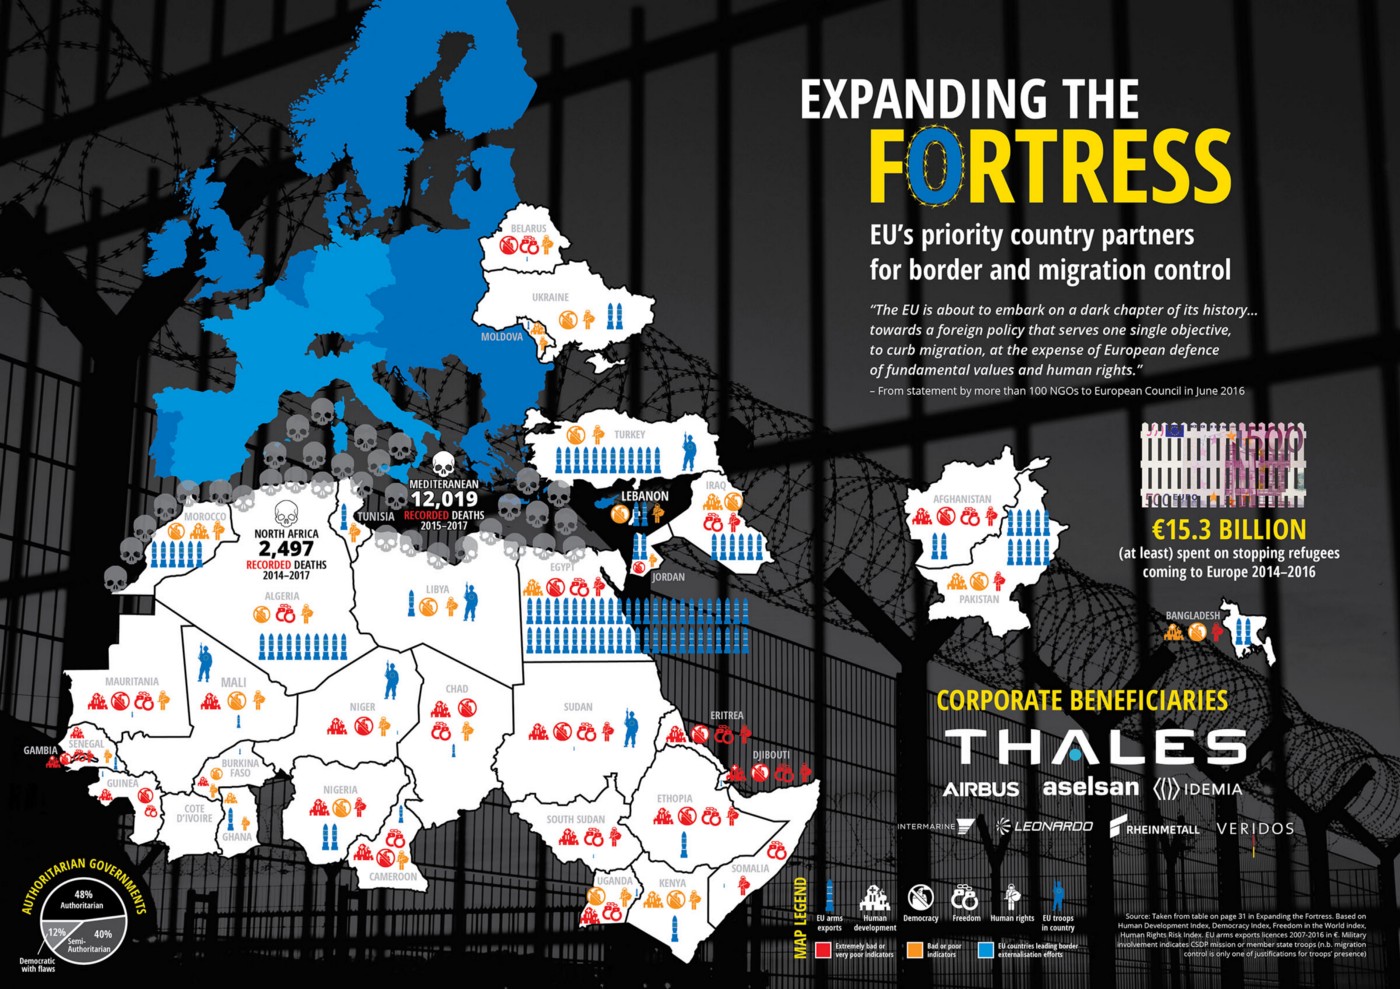 EXPANDING THE
FORTRESS
EU's priority country partners
for border and migration control
"The EU is about to embark on a dark chapter of its history...
towards a foreign policy that serves one single objective,
to curb migration, at the expense of European defence
of fundamental values and human rights."
– From statement by more than 100 NGOs to European Council in June 2016
BELARUS
UKRAINE
MOLDOVA
TURKEY
MEDITERANEAN
12,019
RECORDED DEATHS
2015–2017
LEBANON
IRAQ
JORDAN
TUNISIA
MOROCCO
NORTH AFRICA
2,497
RECORDED DEATHS
2014–2017
ALGERIA
LIBYA
EGYPT
MAURITANIA
MALI
NIGER
CHAD
SUDAN
ERITREA
DJIBOUTI
GAMBIA
SENEGAL
GUINEA
BURKINA
FASO
COTE
D'IVOIRE
GHANA
NIGERIA
CAMEROON
SOUTH SUDAN
ETHOPIA
SOMALIA
UGANDA
KENYA
AFGHANISTAN
PAKISTAN
BANGLADESH
500
500 EURO
€15.3 BILLION
(at least) spent on stopping refugees
coming to Europe 2014–2016
CORPORATE BENEFICIARIES
THALES
AIRBUS
aselsan
IDEMIA
INTERMARINE
LEONARDO
RHEINMETALL
VERIDOS
AUTHORITARIAN GOVERNMENTS
48%
Authoritarian
12%
40%
Semi-
Authoritarian
Democratic
with flaws
MAP LEGEND
EU arms
exports
Human
development
Democracy
Freedom
Human rights
EU troops
in country
Extremely bad or
very poor indicators
Bad or poor
indicators
EU countries leading border
externalisation efforts
Source: Taken from table on page 31 in Expanding the Fortress. Based on
Human Development Index, Democracy Index, Freedom in the World index,
Human Rights Risk Index. EU arms exports licences 2007-2016 in €. Military
involvement indicates CSDP mission or member state troops (n.b. migration
control is only one of justifications for troops' presence)